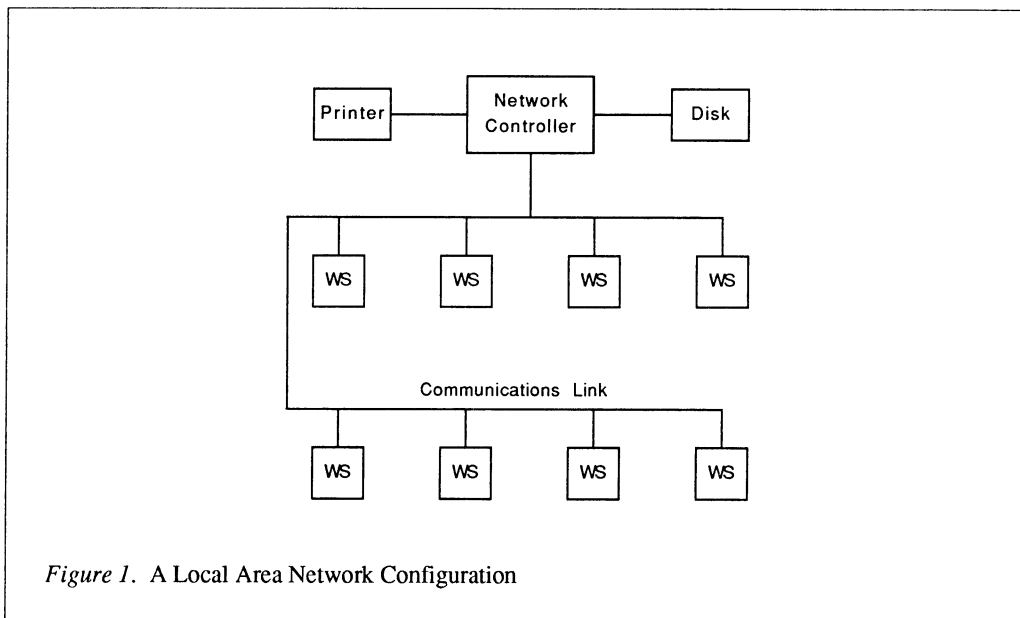 Printer
Network
Controller
Disk
WS
WS
WS
WS
Communications Link
WS
WS
WS
WS
Figure 1. A Local Area Network Configuration